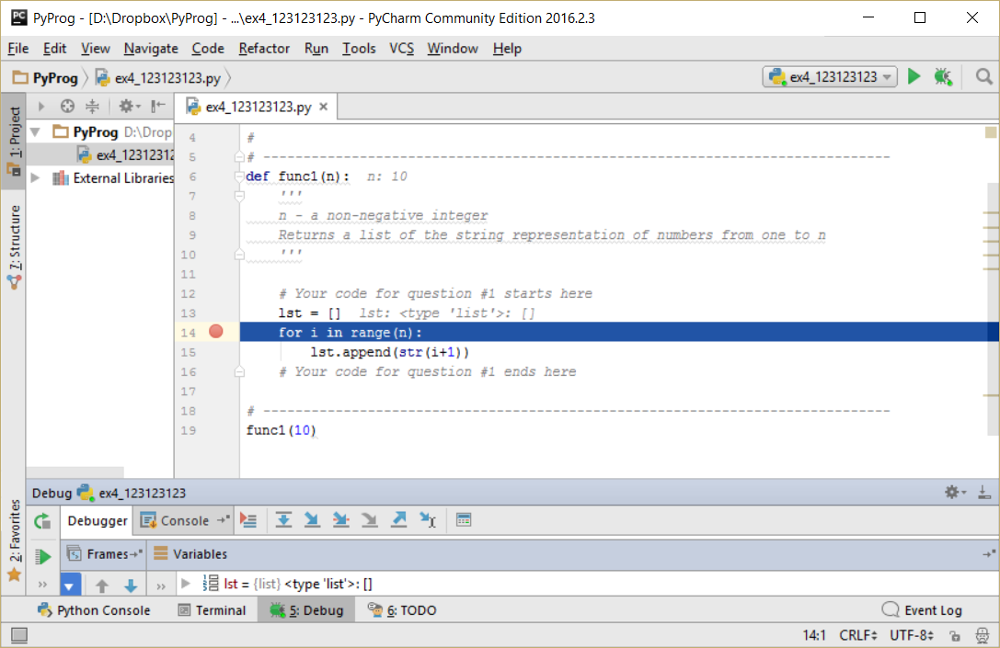 PyProg - [D:\Dropbox\PyProg] - ...\ex4_123123123.py - PyCharm Community Edition 2016.2.3
File Edit View Navigate Code Refactor Run Tools VCS Window Help
PyProg ex4_123123123.py ex4_123123123
1: Project
7: Structure
2: Favorites
PyProg D:\Drop
ex4_12312312
External Libraries
ex4_123123123.py
4 #
5 # ------------------------------------------------------------------------------
6 def func1(n): n: 10
7 '''
8 n - a non-negative integer
9 Returns a list of the string representation of numbers from one to n
10 '''
11
12 # Your code for question #1 starts here
13 lst = [] lst: <type 'list'>: []
14 for i in range(n):
15 lst.append(str(i+1))
16 # Your code for question #1 ends here
17
18 # ------------------------------------------------------------------------------
19 func1(10)
Debug ex4_123123123
Debugger Console
Frames Variables
lst = {list} <type 'list'>: []
Python Console Terminal 5: Debug 6: TODO Event Log
14:1 CRLF UTF-8